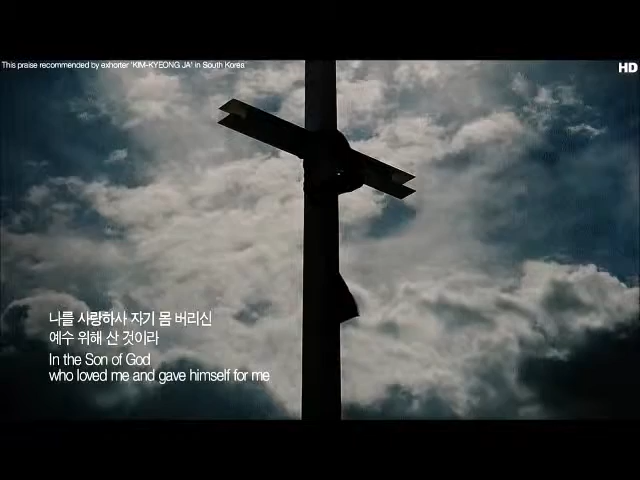 This praise recommended by exhorter 'KIM-KYEONG JA' in South Korea
HD
나를 사랑하사 자기 몸 버리신
예수 위해 산 것이라
In the Son of God
who loved me and gave himself for me